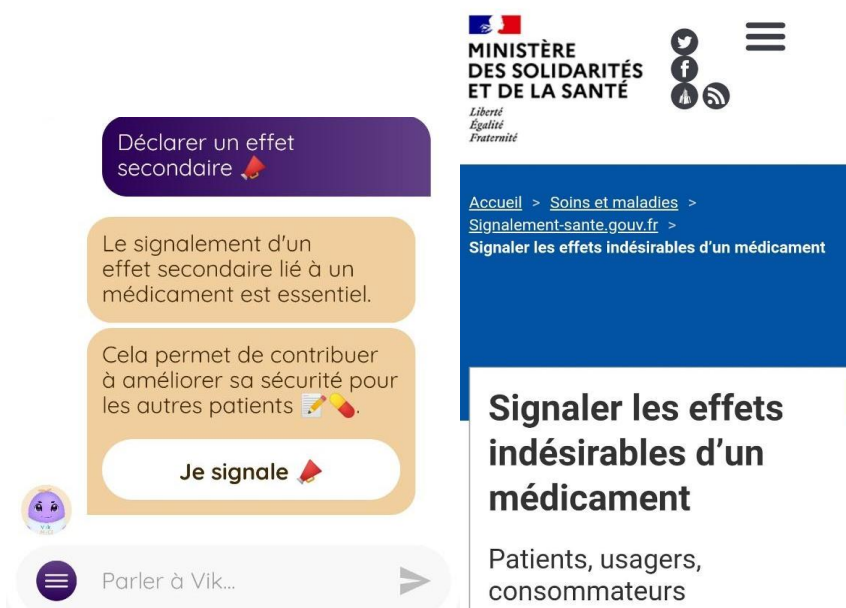 Déclarer un effet
secondaire 📣
Le signalement d'un
effet secondaire lié à un
médicament est essentiel.
Cela permet de contribuer
à améliorer sa sécurité pour
les autres patients 📝💊.
Je signale 📣
Parler à Vik...
MINISTÈRE
DES SOLIDARITÉS
ET DE LA SANTÉ
Liberté
Égalité
Fraternité
Accueil > Soins et maladies >
Signalement-sante.gouv.fr >
Signaler les effets indésirables d'un médicament
Signaler les effets
indésirables d'un
médicament
Patients, usagers,
consommateurs